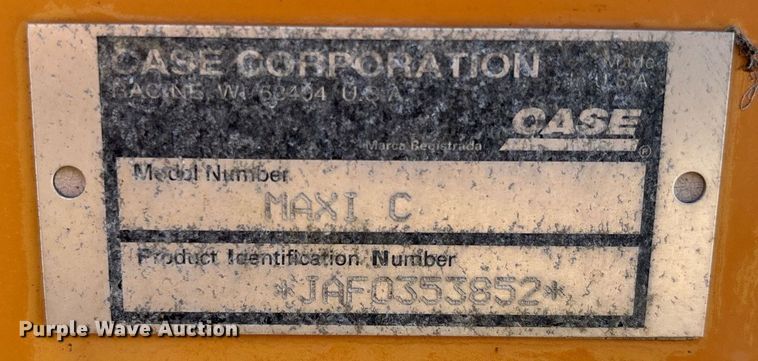 CASE CORPORATION
Made
in U.S.A.
RACINE, WI 53404 U.S.A.
CASE
®
Marca Registrada
Model Number
MAXI C
Product Identification Number
*JAF0353852*
Purple Wave Auction